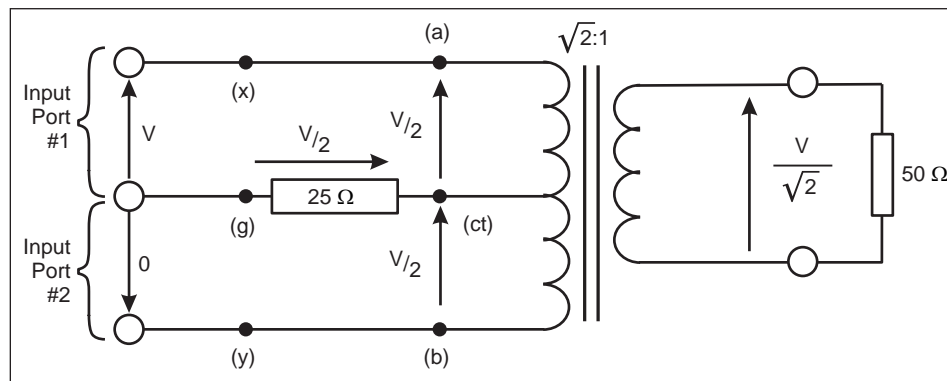 (a)
√2:1
Input
Port
#1
(x)
V
V/2
V/2
V
√2
50 Ω
25 Ω
(g)
(ct)
Input
Port
#2
0
V/2
(y)
(b)